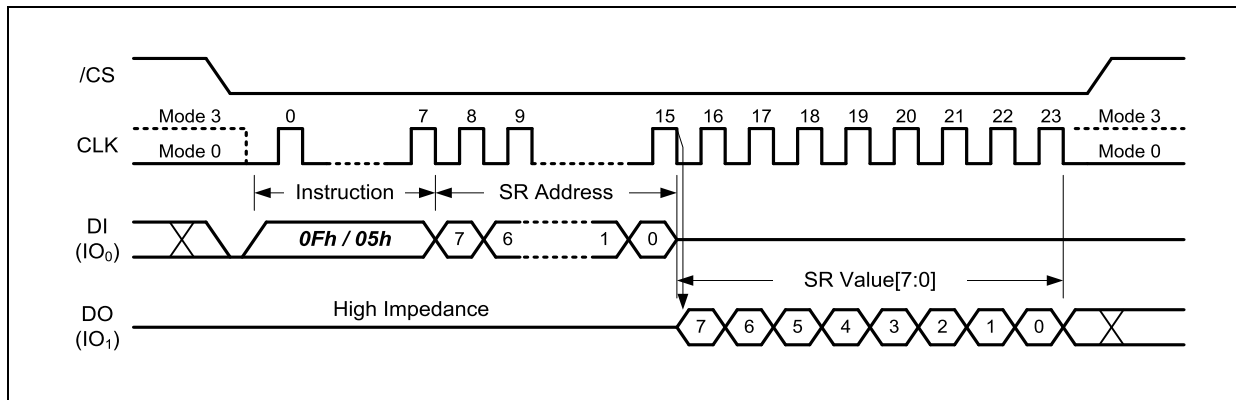 /CS
Mode 3 0 7 8 9 15 16 17 18 19 20 21 22 23 Mode 3
CLK
Mode 0 Mode 0
Instruction SR Address
DI
(IO₀)
0Fh / 05h 7 6 1 0
SR Value[7:0]
High Impedance
DO
(IO₁)
7 6 5 4 3 2 1 0